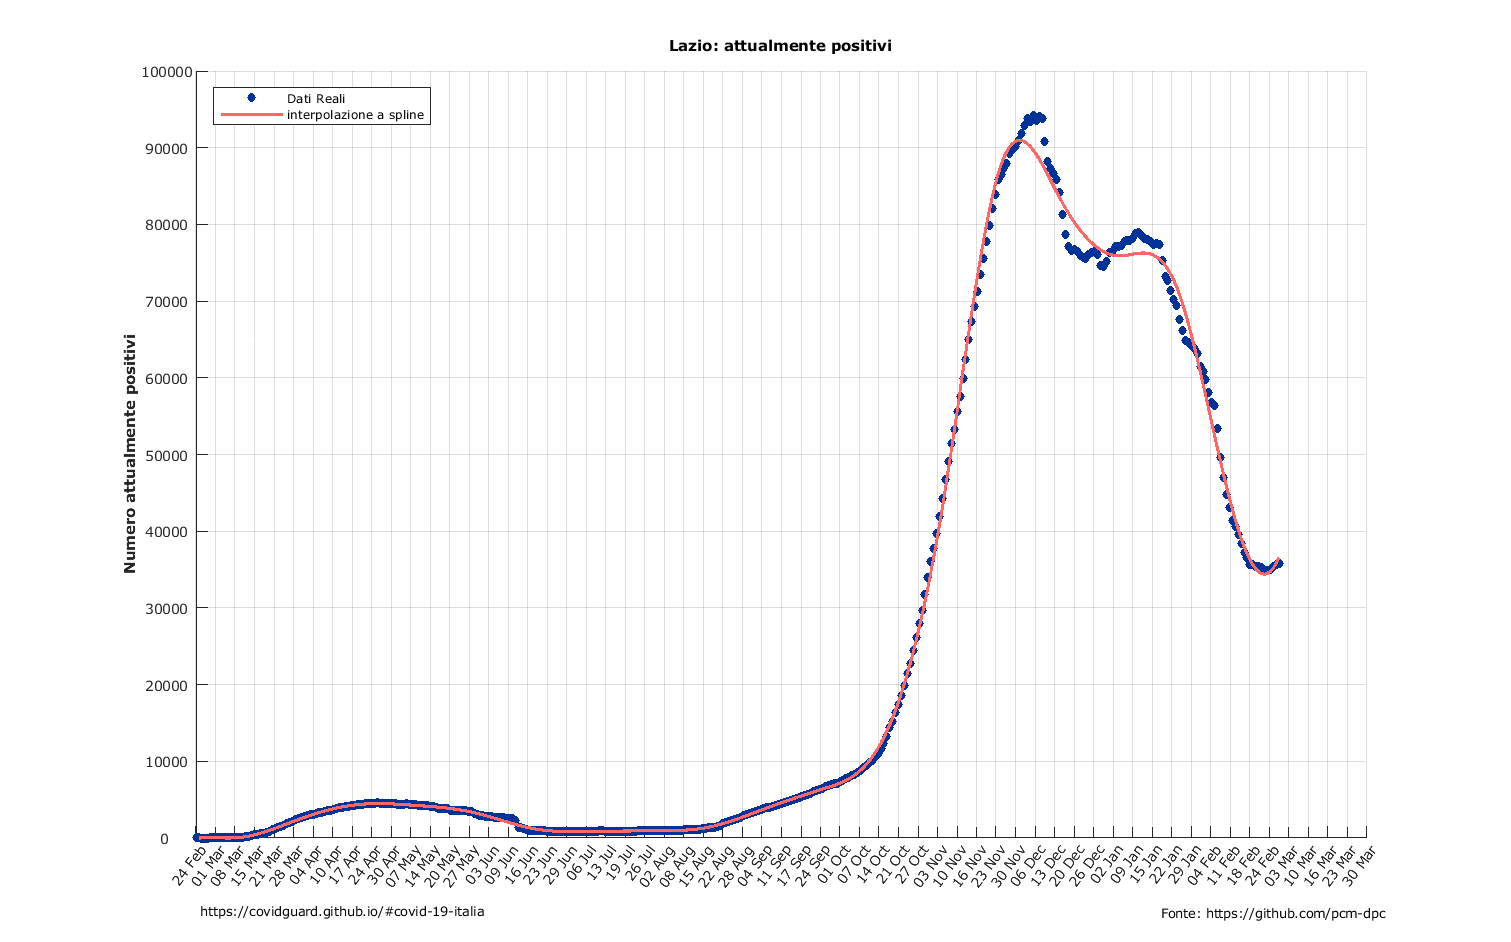 Lazio: attualmente positivi
Numero attualmente positivi
100000
90000
80000
70000
60000
50000
40000
30000
20000
10000
0
Dati Reali
interpolazione a spline
24 Feb
01 Mar
08 Mar
15 Mar
21 Mar
28 Mar
04 Apr
10 Apr
17 Apr
24 Apr
30 Apr
07 May
14 May
20 May
27 May
03 Jun
09 Jun
16 Jun
23 Jun
29 Jun
06 Jul
13 Jul
19 Jul
26 Jul
02 Aug
08 Aug
15 Aug
22 Aug
28 Aug
04 Sep
11 Sep
17 Sep
24 Sep
01 Oct
07 Oct
14 Oct
21 Oct
27 Oct
03 Nov
10 Nov
16 Nov
23 Nov
30 Nov
06 Dec
13 Dec
20 Dec
26 Dec
02 Jan
09 Jan
15 Jan
22 Jan
29 Jan
04 Feb
11 Feb
18 Feb
24 Feb
03 Mar
10 Mar
16 Mar
23 Mar
30 Mar
https://covidguard.github.io/#covid-19-italia
Fonte: https://github.com/pcm-dpc